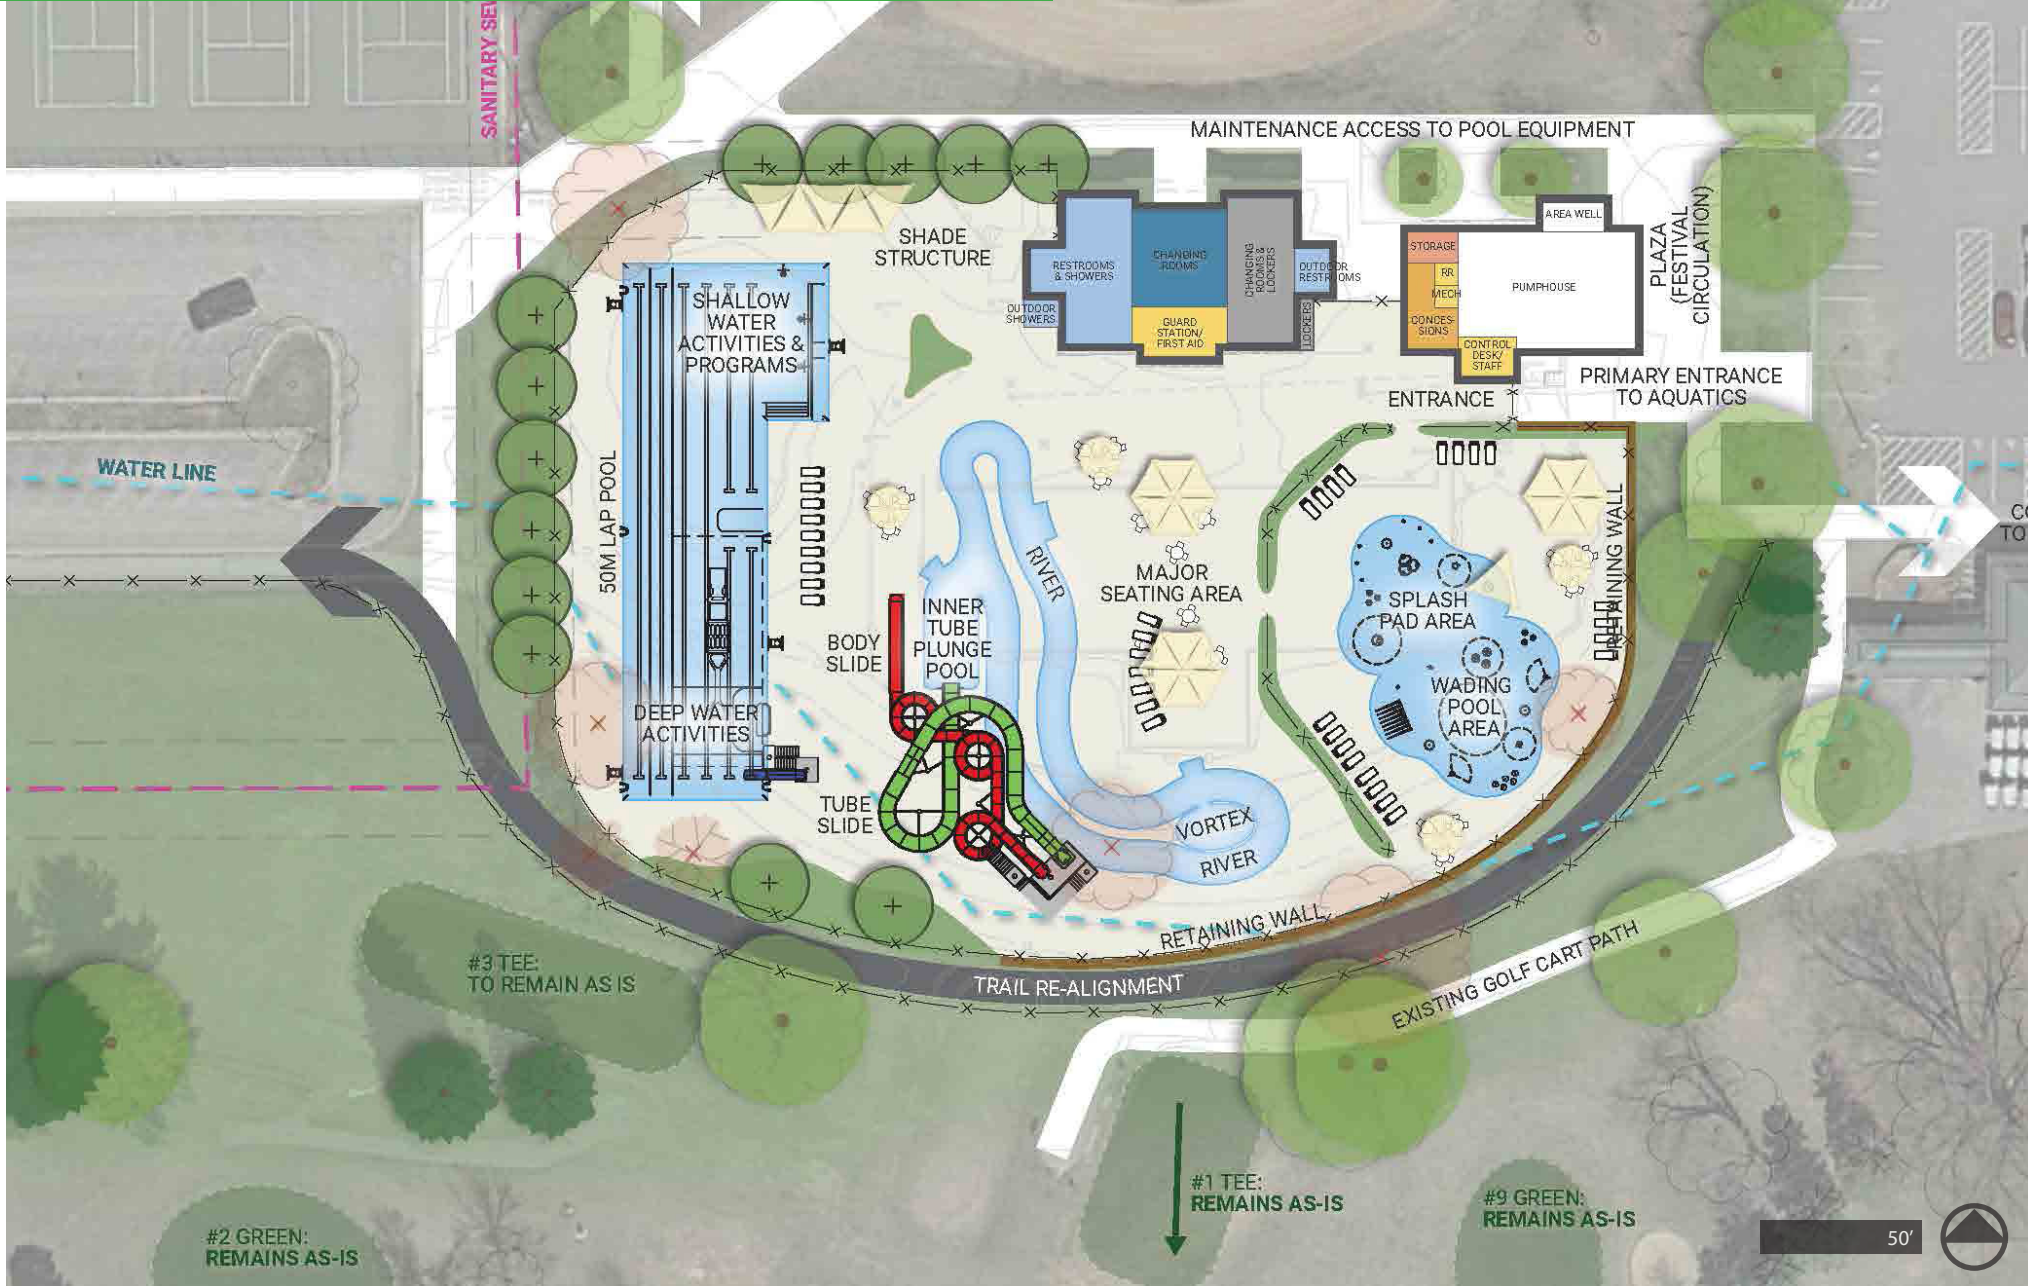 SANITARY SEW
MAINTENANCE ACCESS TO POOL EQUIPMENT
SHADE
STRUCTURE
RESTROOMS
& SHOWERS
CHANGING
ROOMS
CHANGING
ROOMS &
LOCKERS
OUTDOOR
RESTROOMS
OUTDOOR
SHOWERS
GUARD
STATION/
FIRST AID
LOCKERS
AREA WELL
STORAGE
RR
MECH
PUMPHOUSE
CONCES-
SIONS
CONTROL
DESK/
STAFF
PLAZA
(FESTIVAL
CIRCULATION)
PRIMARY ENTRANCE
TO AQUATICS
ENTRANCE
SHALLOW
WATER
ACTIVITIES &
PROGRAMS
WATER LINE
50M LAP POOL
RIVER
MAJOR
SEATING AREA
INNER
TUBE
PLUNGE
POOL
BODY
SLIDE
SPLASH
PAD AREA
WADING
POOL
AREA
RETAINING WALL
CO
TO
DEEP WATER
ACTIVITIES
TUBE
SLIDE
VORTEX
RIVER
RETAINING WALL
TRAIL RE-ALIGNMENT
EXISTING GOLF CART PATH
#3 TEE:
TO REMAIN AS IS
#1 TEE:
REMAINS AS-IS
#9 GREEN:
REMAINS AS-IS
#2 GREEN:
REMAINS AS-IS
50'